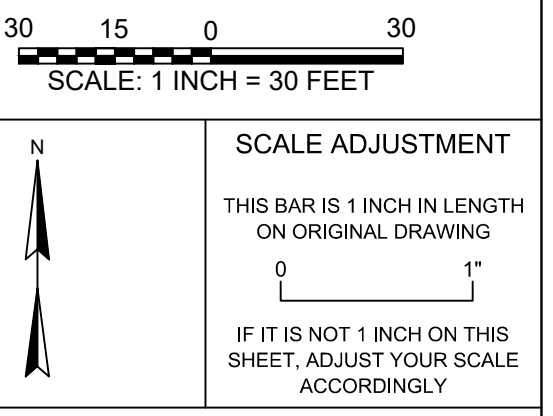 30 15 0 30
SCALE: 1 INCH = 30 FEET
N
SCALE ADJUSTMENT
THIS BAR IS 1 INCH IN LENGTH
ON ORIGINAL DRAWING
0 1"
IF IT IS NOT 1 INCH ON THIS
SHEET, ADJUST YOUR SCALE
ACCORDINGLY